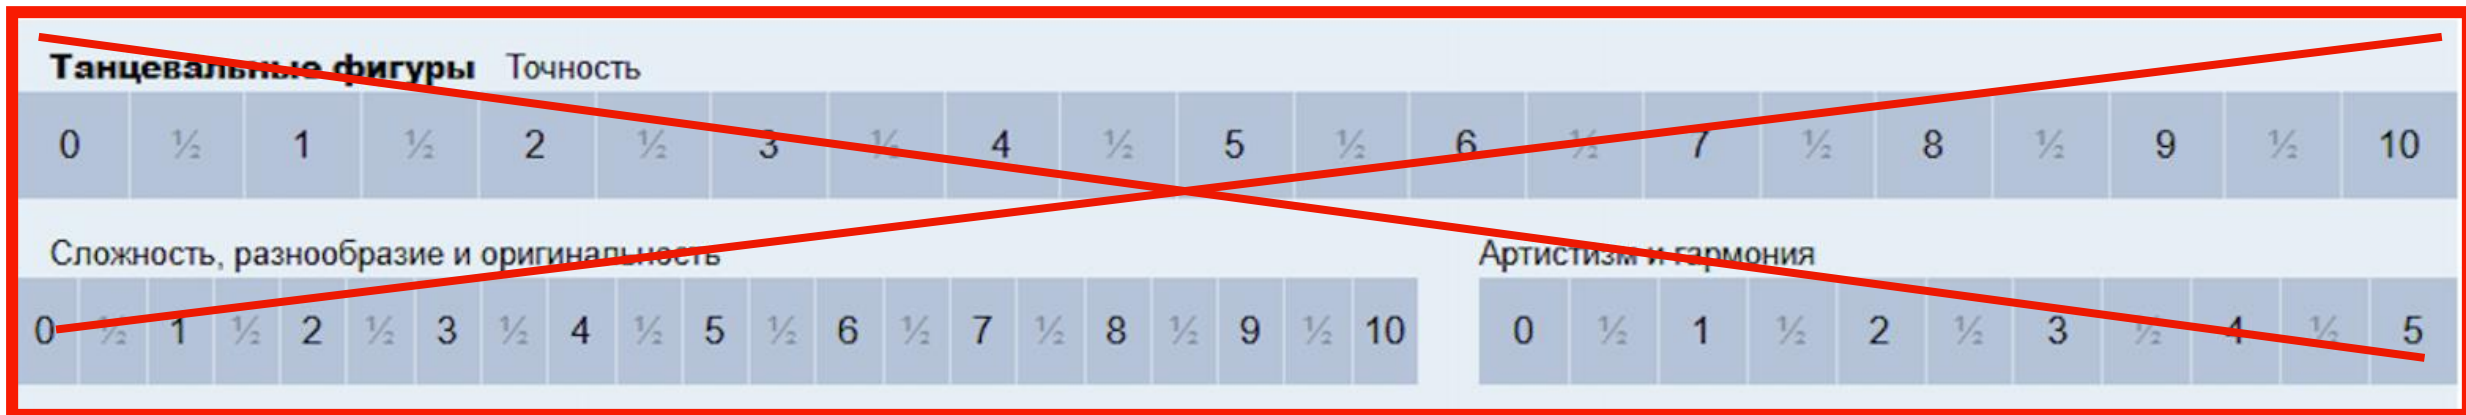 Танцевальные фигуры Точность
0 ½ 1 ½ 2 ½ 3 ½ 4 ½ 5 ½ 6 ½ 7 ½ 8 ½ 9 ½ 10
Сложность, разнообразие и оригинальность Артистизм и гармония
0 ½ 1 ½ 2 ½ 3 ½ 4 ½ 5 ½ 6 ½ 7 ½ 8 ½ 9 ½ 10 0 ½ 1 ½ 2 ½ 3 ½ 4 ½ 5